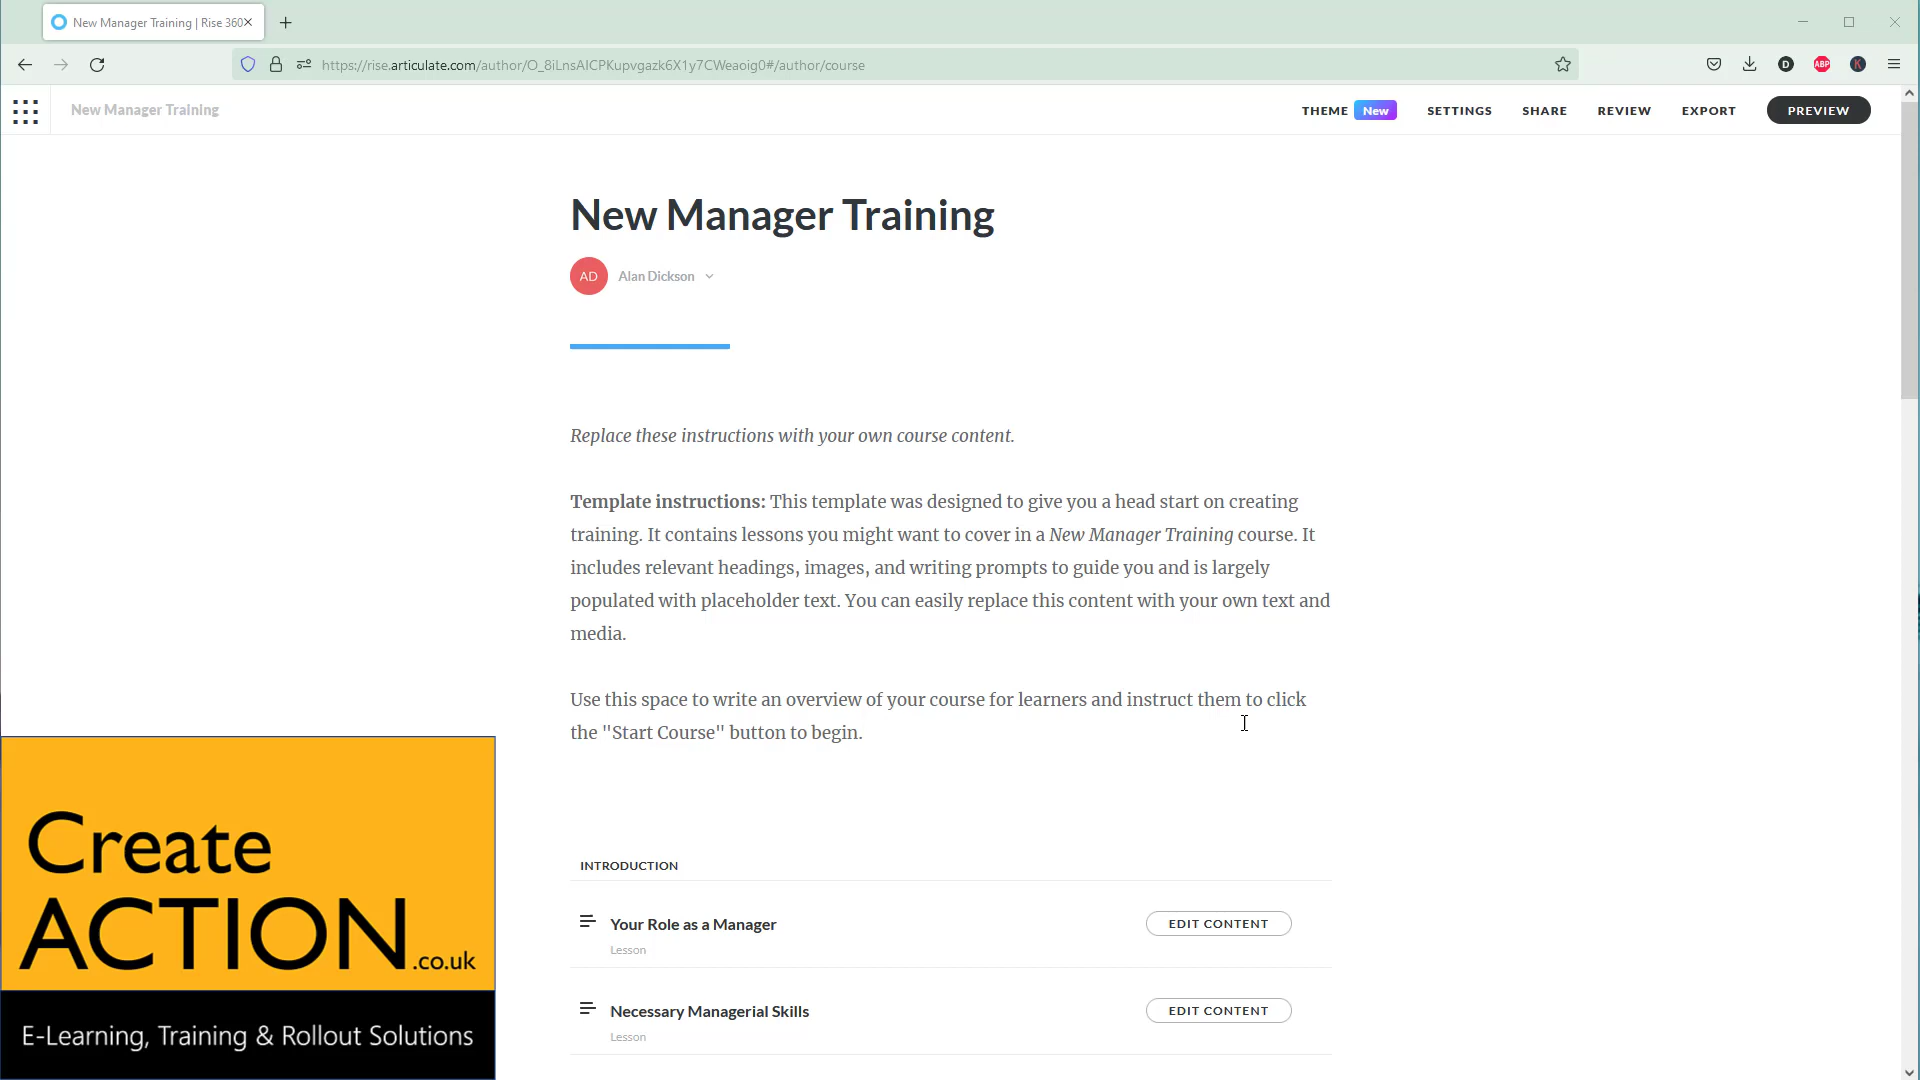 New Manager Training | Rise 360
https://rise.articulate.com/author/O_8iLnsAICPKupvgazk6X1y7CWeaoig0#/author/course
D
ABP
K
New Manager Training
THEME New SETTINGS SHARE REVIEW EXPORT PREVIEW
New Manager Training
AD Alan Dickson
Replace these instructions with your own course content.
Template instructions: This template was designed to give you a head start on creating
training. It contains lessons you might want to cover in a New Manager Training course. It
includes relevant headings, images, and writing prompts to guide you and is largely
populated with placeholder text. You can easily replace this content with your own text and
media.
Use this space to write an overview of your course for learners and instruct them to click
the "Start Course" button to begin.
INTRODUCTION
Your Role as a Manager EDIT CONTENT
Lesson
Necessary Managerial Skills EDIT CONTENT
Lesson
Create
ACTION.co.uk
E-Learning, Training & Rollout Solutions